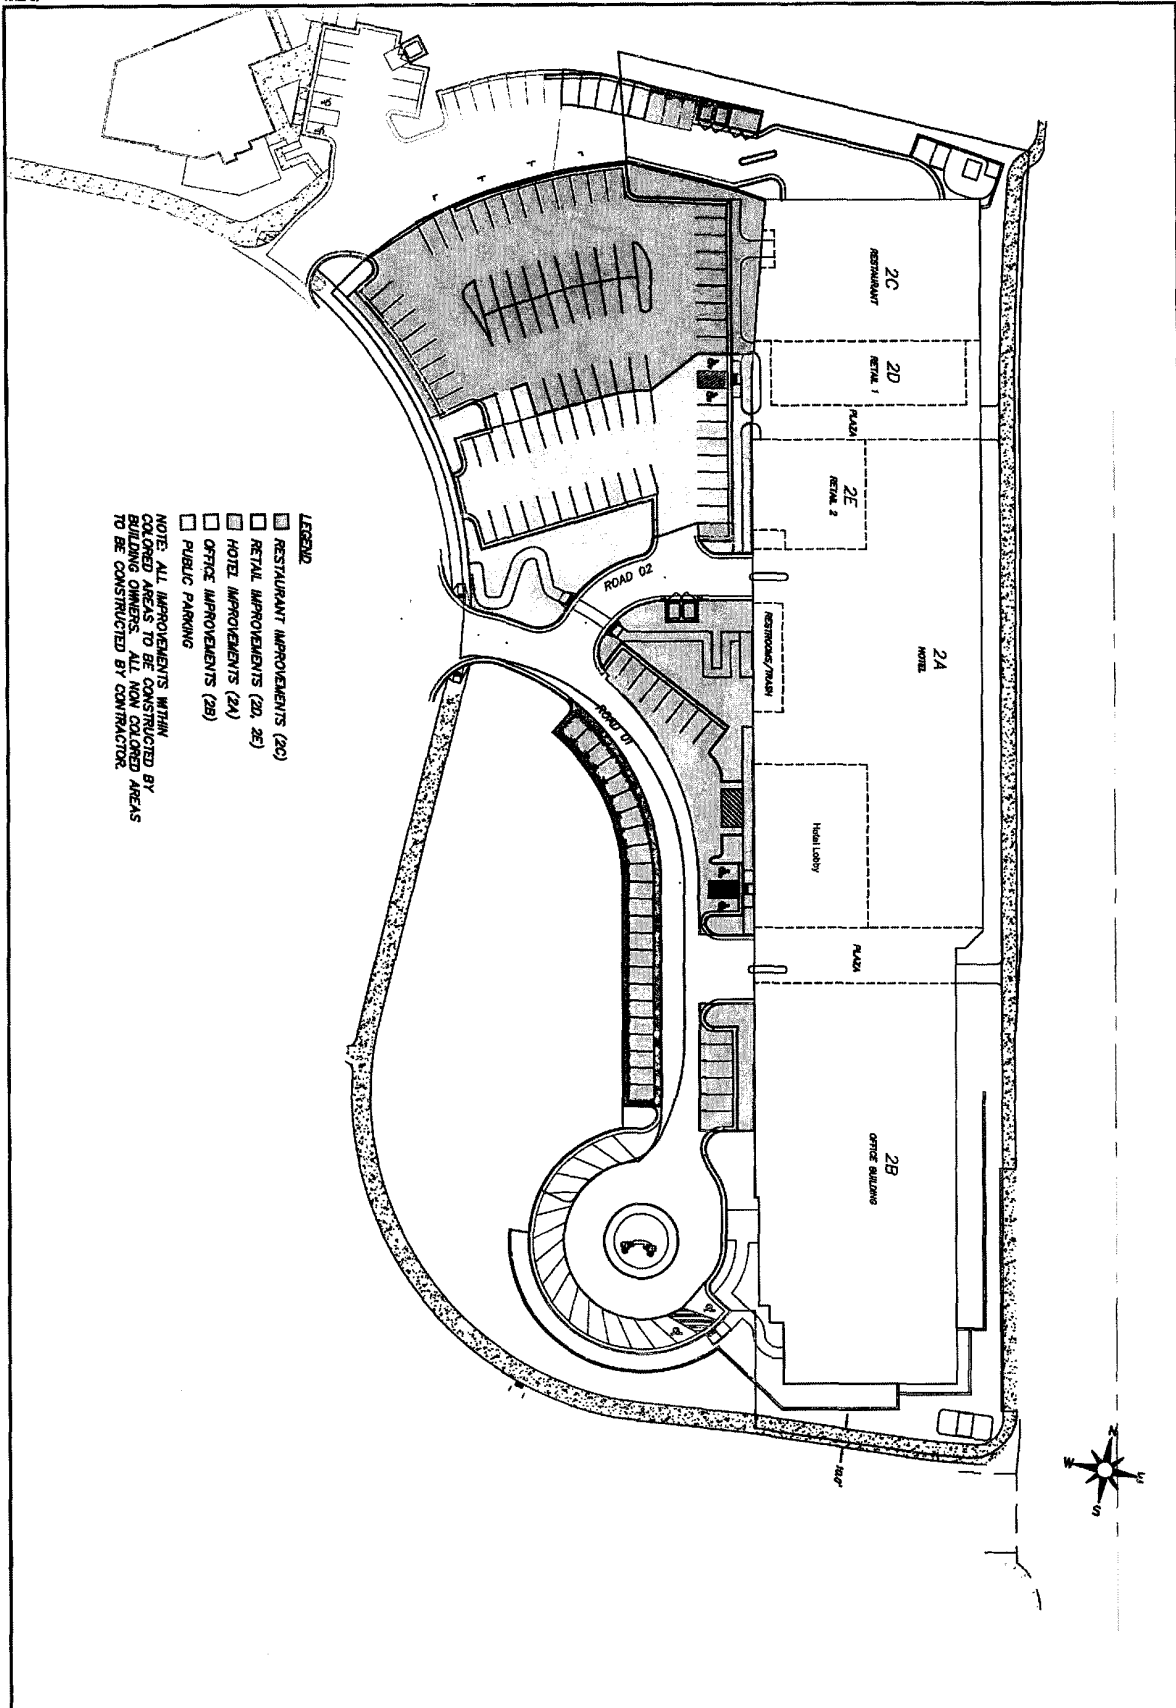 2C
RESTAURANT
2D
RETAIL 1
PLAZA
2E
RETAIL 2
2A
HOTEL
RESTROOMS/TRASH
Hotel Lobby
PLAZA
2B
OFFICE BUILDING
ROAD 02
ROAD 01
LEGEND
RESTAURANT IMPROVEMENTS (2C)
RETAIL IMPROVEMENTS (2D, 2E)
HOTEL IMPROVEMENTS (2A)
OFFICE IMPROVEMENTS (2B)
PUBLIC PARKING
NOTE: ALL IMPROVEMENTS WITHIN
COLORED AREAS TO BE CONSTRUCTED BY
BUILDING OWNERS. ALL NON COLORED AREAS
TO BE CONSTRUCTED BY CONTRACTOR.
N
W
E
S